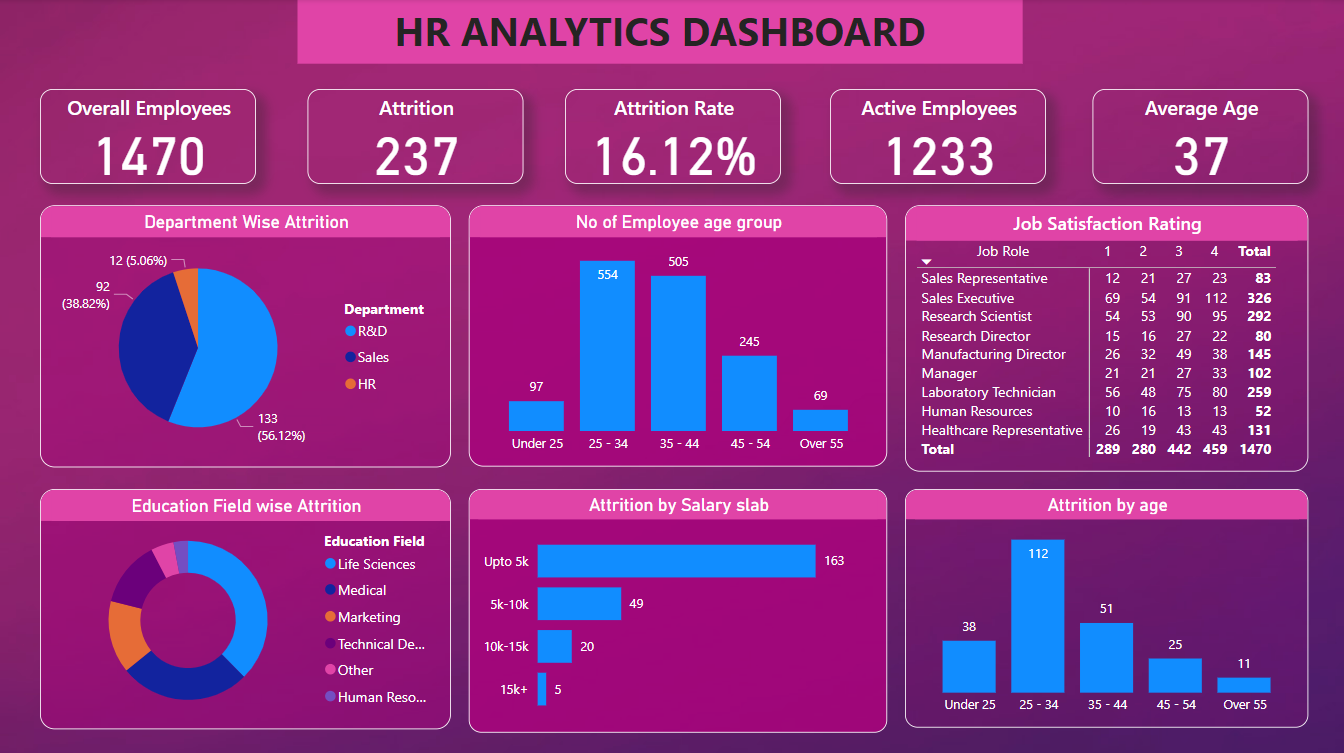 HR ANALYTICS DASHBOARD
Overall Employees
1470
Attrition
237
Attrition Rate
16.12%
Active Employees
1233
Average Age
37
Department Wise Attrition
12 (5.06%)
92
(38.82%)
133
(56.12%)
Department
R&D
Sales
HR
No of Employee age group
97
554
505
245
69
Under 25 25 - 34 35 - 44 45 - 54 Over 55
Job Satisfaction Rating
Job Role 1 2 3 4 Total
Sales Representative 12 21 27 23 83
Sales Executive 69 54 91 112 326
Research Scientist 54 53 90 95 292
Research Director 15 16 27 22 80
Manufacturing Director 26 32 49 38 145
Manager 21 21 27 33 102
Laboratory Technician 56 48 75 80 259
Human Resources 10 16 13 13 52
Healthcare Representative 26 19 43 43 131
Total 289 280 442 459 1470
Education Field wise Attrition
Education Field
Life Sciences
Medical
Marketing
Technical De...
Other
Human Reso...
Attrition by Salary slab
Upto 5k 163
5k-10k 49
10k-15k 20
15k+ 5
Attrition by age
38
112
51
25
11
Under 25 25 - 34 35 - 44 45 - 54 Over 55